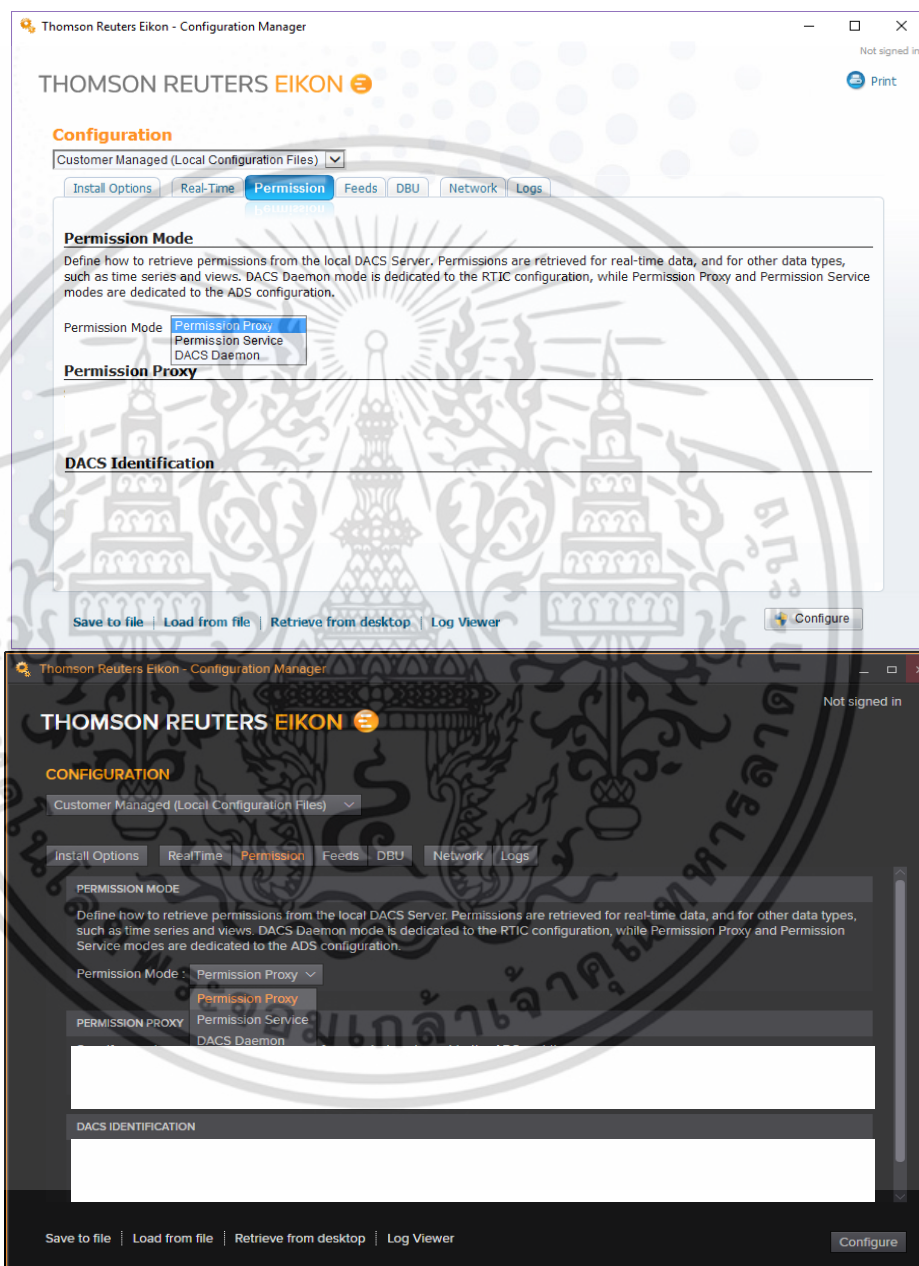 Thomson Reuters Eikon - Configuration Manager
Not signed in
THOMSON REUTERS EIKON
Print
Configuration
Customer Managed (Local Configuration Files)
Install Options Real-Time Permission Feeds DBU Network Logs
Permission Mode
Define how to retrieve permissions from the local DACS Server. Permissions are retrieved for real-time data, and for other data types,
such as time series and views. DACS Daemon mode is dedicated to the RTIC configuration, while Permission Proxy and Permission Service
modes are dedicated to the ADS configuration.
Permission Mode Permission Proxy
Permission Service
DACS Daemon
Permission Proxy
DACS Identification
Save to file | Load from file | Retrieve from desktop | Log Viewer
Configure
Thomson Reuters Eikon - Configuration Manager
Not signed in
THOMSON REUTERS EIKON
CONFIGURATION
Customer Managed (Local Configuration Files)
Install Options RealTime Permission Feeds DBU Network Logs
PERMISSION MODE
Define how to retrieve permissions from the local DACS Server. Permissions are retrieved for real-time data, and for other data types,
such as time series and views. DACS Daemon mode is dedicated to the RTIC configuration, while Permission Proxy and Permission
Service modes are dedicated to the ADS configuration.
Permission Mode : Permission Proxy
Permission Proxy
Permission Service
DACS Daemon
PERMISSION PROXY
DACS IDENTIFICATION
Save to file | Load from file | Retrieve from desktop | Log Viewer
Configure